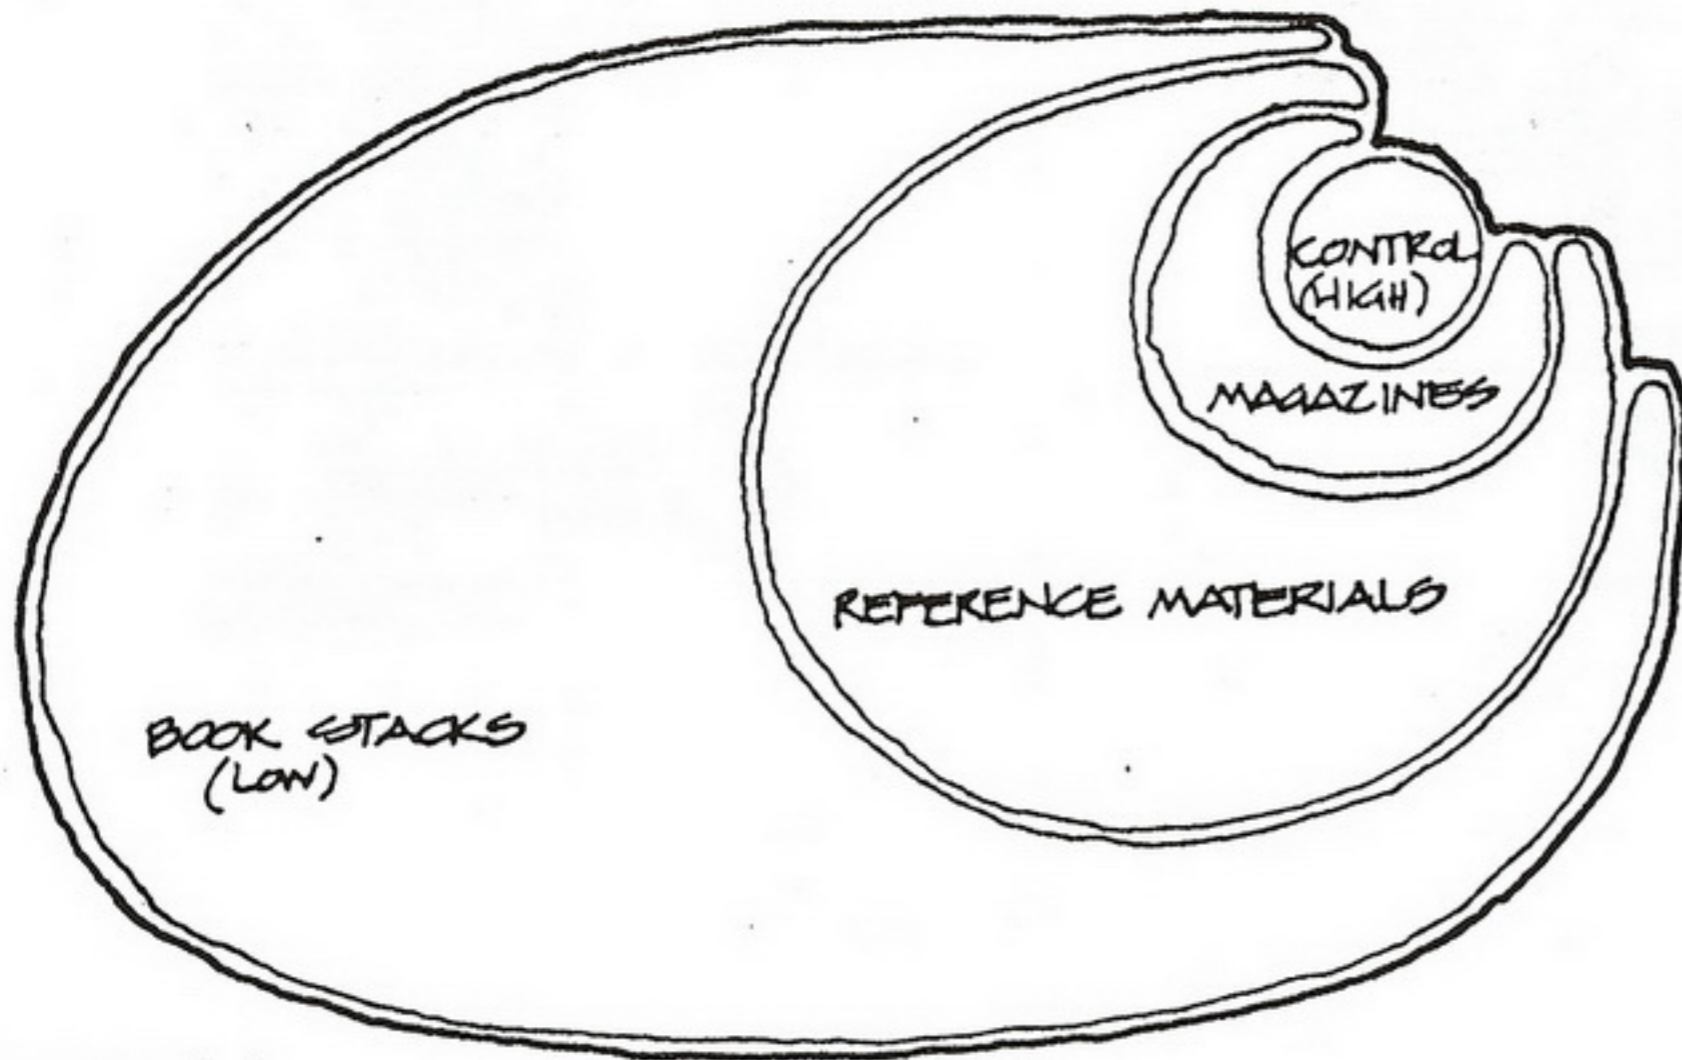 CONTROL
(HIGH)
MAGAZINES
REFERENCE MATERIALS
BOOK STACKS
(LOW)